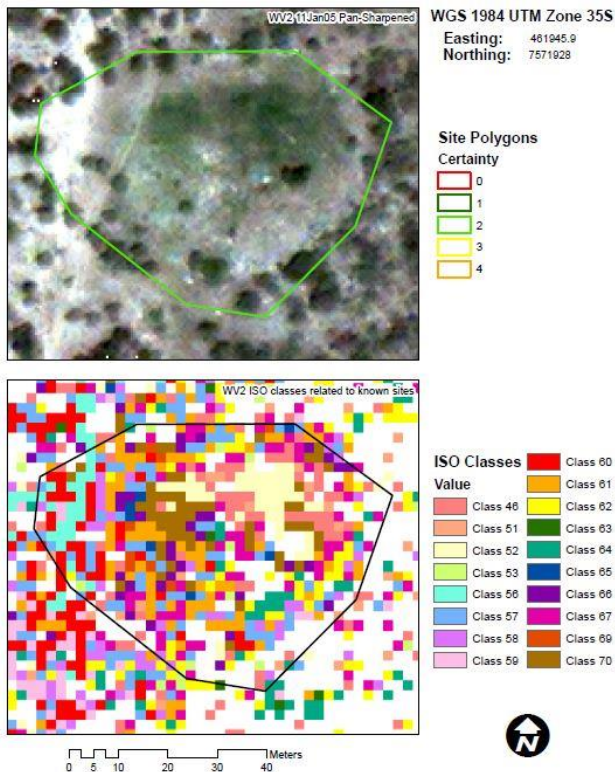 WV2 11Jan05 Pan-Sharpened
WGS 1984 UTM Zone 35S
Easting: 461945.9
Northing: 7571928
Site Polygons
Certainty
0
1
2
3
4
WV2 ISO classes related to known sites
ISO Classes
Value
Class 46
Class 51
Class 52
Class 53
Class 56
Class 57
Class 58
Class 59
Class 60
Class 61
Class 62
Class 63
Class 64
Class 65
Class 66
Class 67
Class 69
Class 70
Meters
0 5 10 20 30 40
N